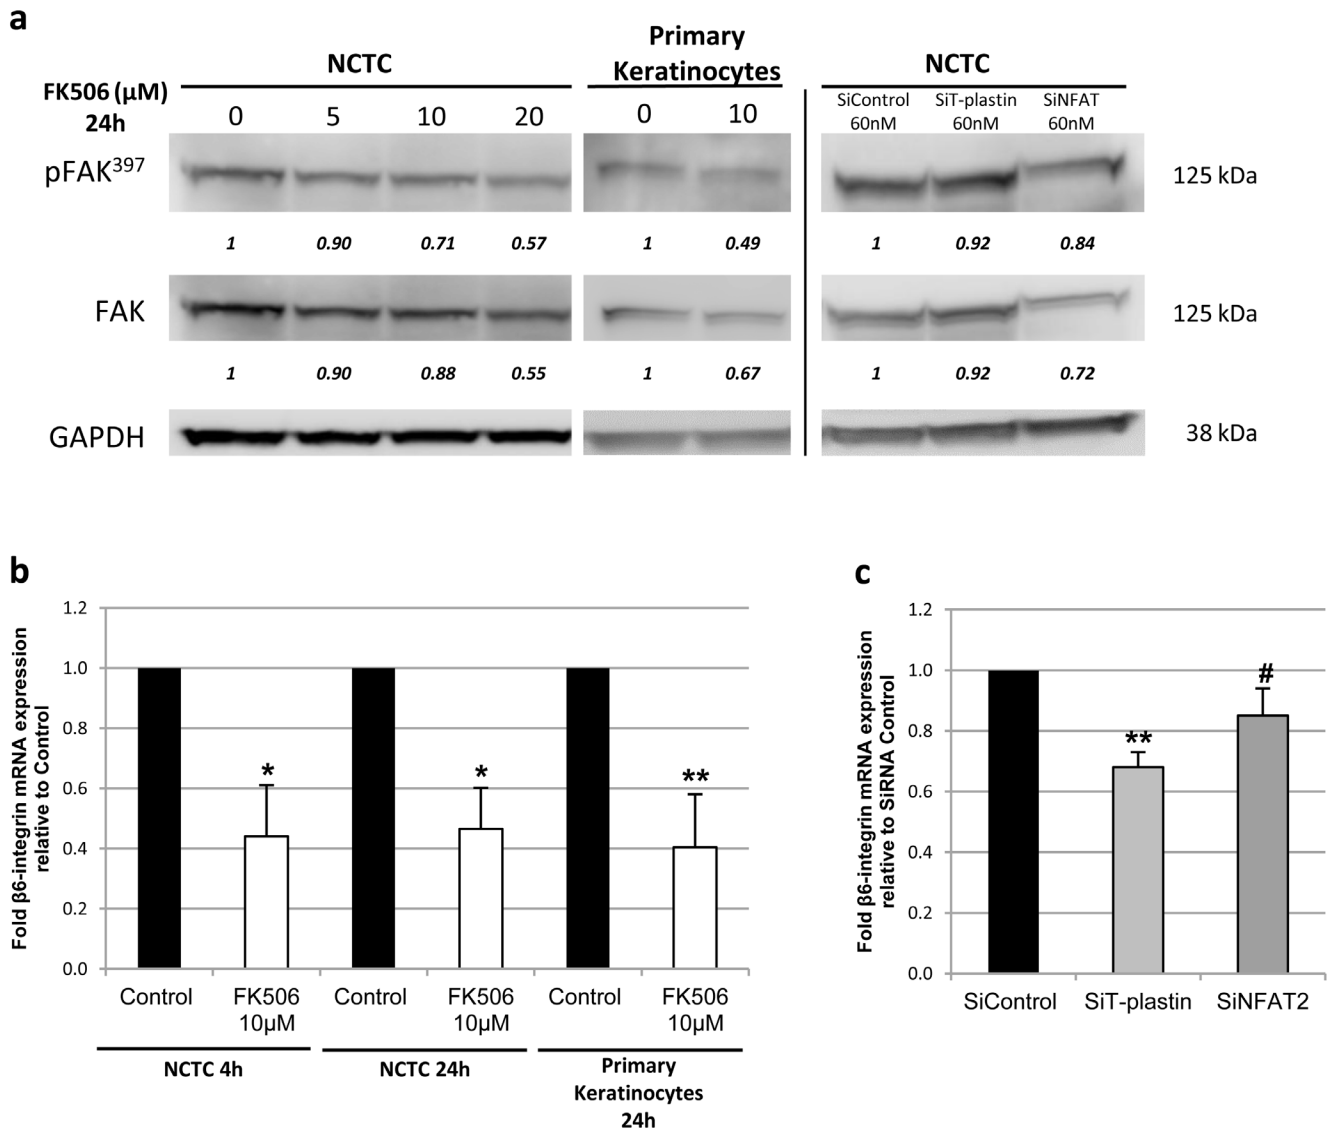 a
NCTC
Primary
Keratinocytes
NCTC
FK506 (µM)
24h
0 5 10 20
0 10
SiControl
60nM
SiT-plastin
60nM
SiNFAT
60nM
pFAK³⁹⁷
125 kDa
1 0.90 0.71 0.57 1 0.49 1 0.92 0.84
FAK
125 kDa
1 0.90 0.88 0.55 1 0.67 1 0.92 0.72
GAPDH
38 kDa
b
Fold β6-integrin mRNA expression
relative to Control
1.2
1.0
0.8
0.6
0.4
0.2
0.0
* * **
Control FK506 Control FK506 Control FK506
10µM 10µM 10µM
NCTC 4h
NCTC 24h
Primary
Keratinocytes
24h
c
Fold β6-integrin mRNA expression
relative to SiRNA Control
1.2
1.0
0.8
0.6
0.4
0.2
0.0
** #
SiControl SiT-plastin SiNFAT2